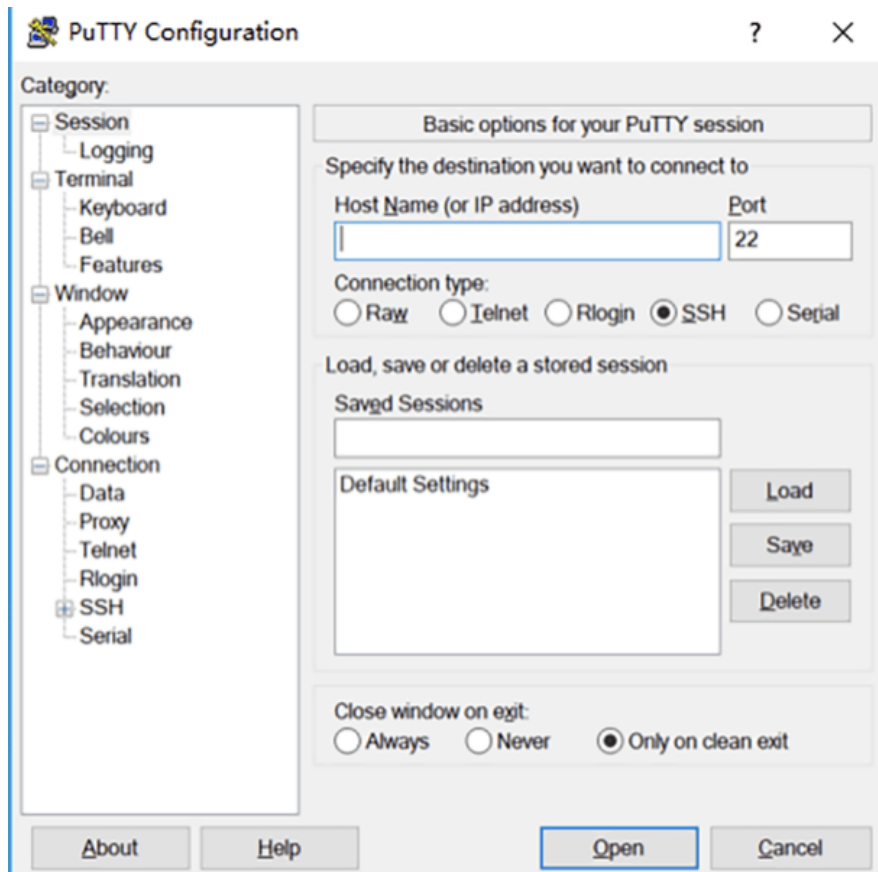 PuTTY Configuration ? ✕
Category:
Session
Logging
Terminal
Keyboard
Bell
Features
Window
Appearance
Behaviour
Translation
Selection
Colours
Connection
Data
Proxy
Telnet
Rlogin
SSH
Serial
Basic options for your PuTTY session
Specify the destination you want to connect to
Host Name (or IP address) Port
22
Connection type:
Raw Telnet Rlogin SSH Serial
Load, save or delete a stored session
Saved Sessions
Default Settings
Load
Save
Delete
Close window on exit:
Always Never Only on clean exit
About Help Open Cancel